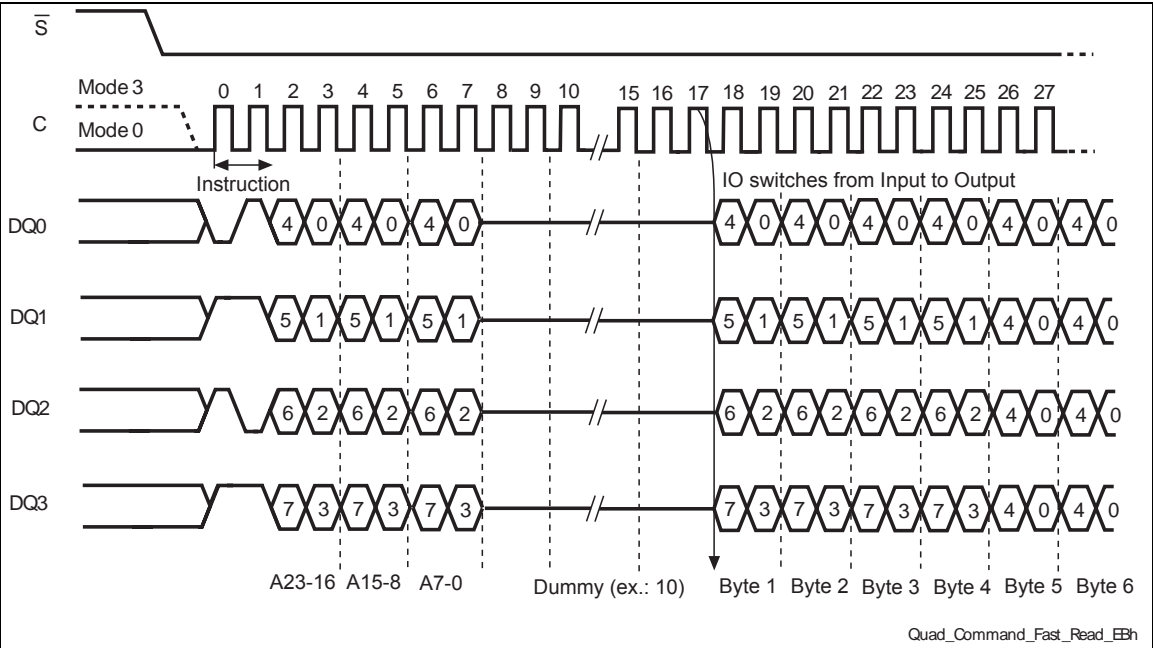 S
Mode 3
0 1 2 3 4 5 6 7 8 9 10 15 16 17 18 19 20 21 22 23 24 25 26 27
C
Mode 0
Instruction
IO switches from Input to Output
DQ0 4 0 4 0 4 0 4 0 4 0 4 0 4 0 4 0 4 0
DQ1 5 1 5 1 5 1 5 1 5 1 5 1 5 1 4 0 4 0
DQ2 6 2 6 2 6 2 6 2 6 2 6 2 6 2 4 0 4 0
DQ3 7 3 7 3 7 3 7 3 7 3 7 3 7 3 4 0 4 0
A23-16 A15-8 A7-0 Dummy (ex.: 10) Byte 1 Byte 2 Byte 3 Byte 4 Byte 5 Byte 6
Quad_Command_Fast_Read_EBh